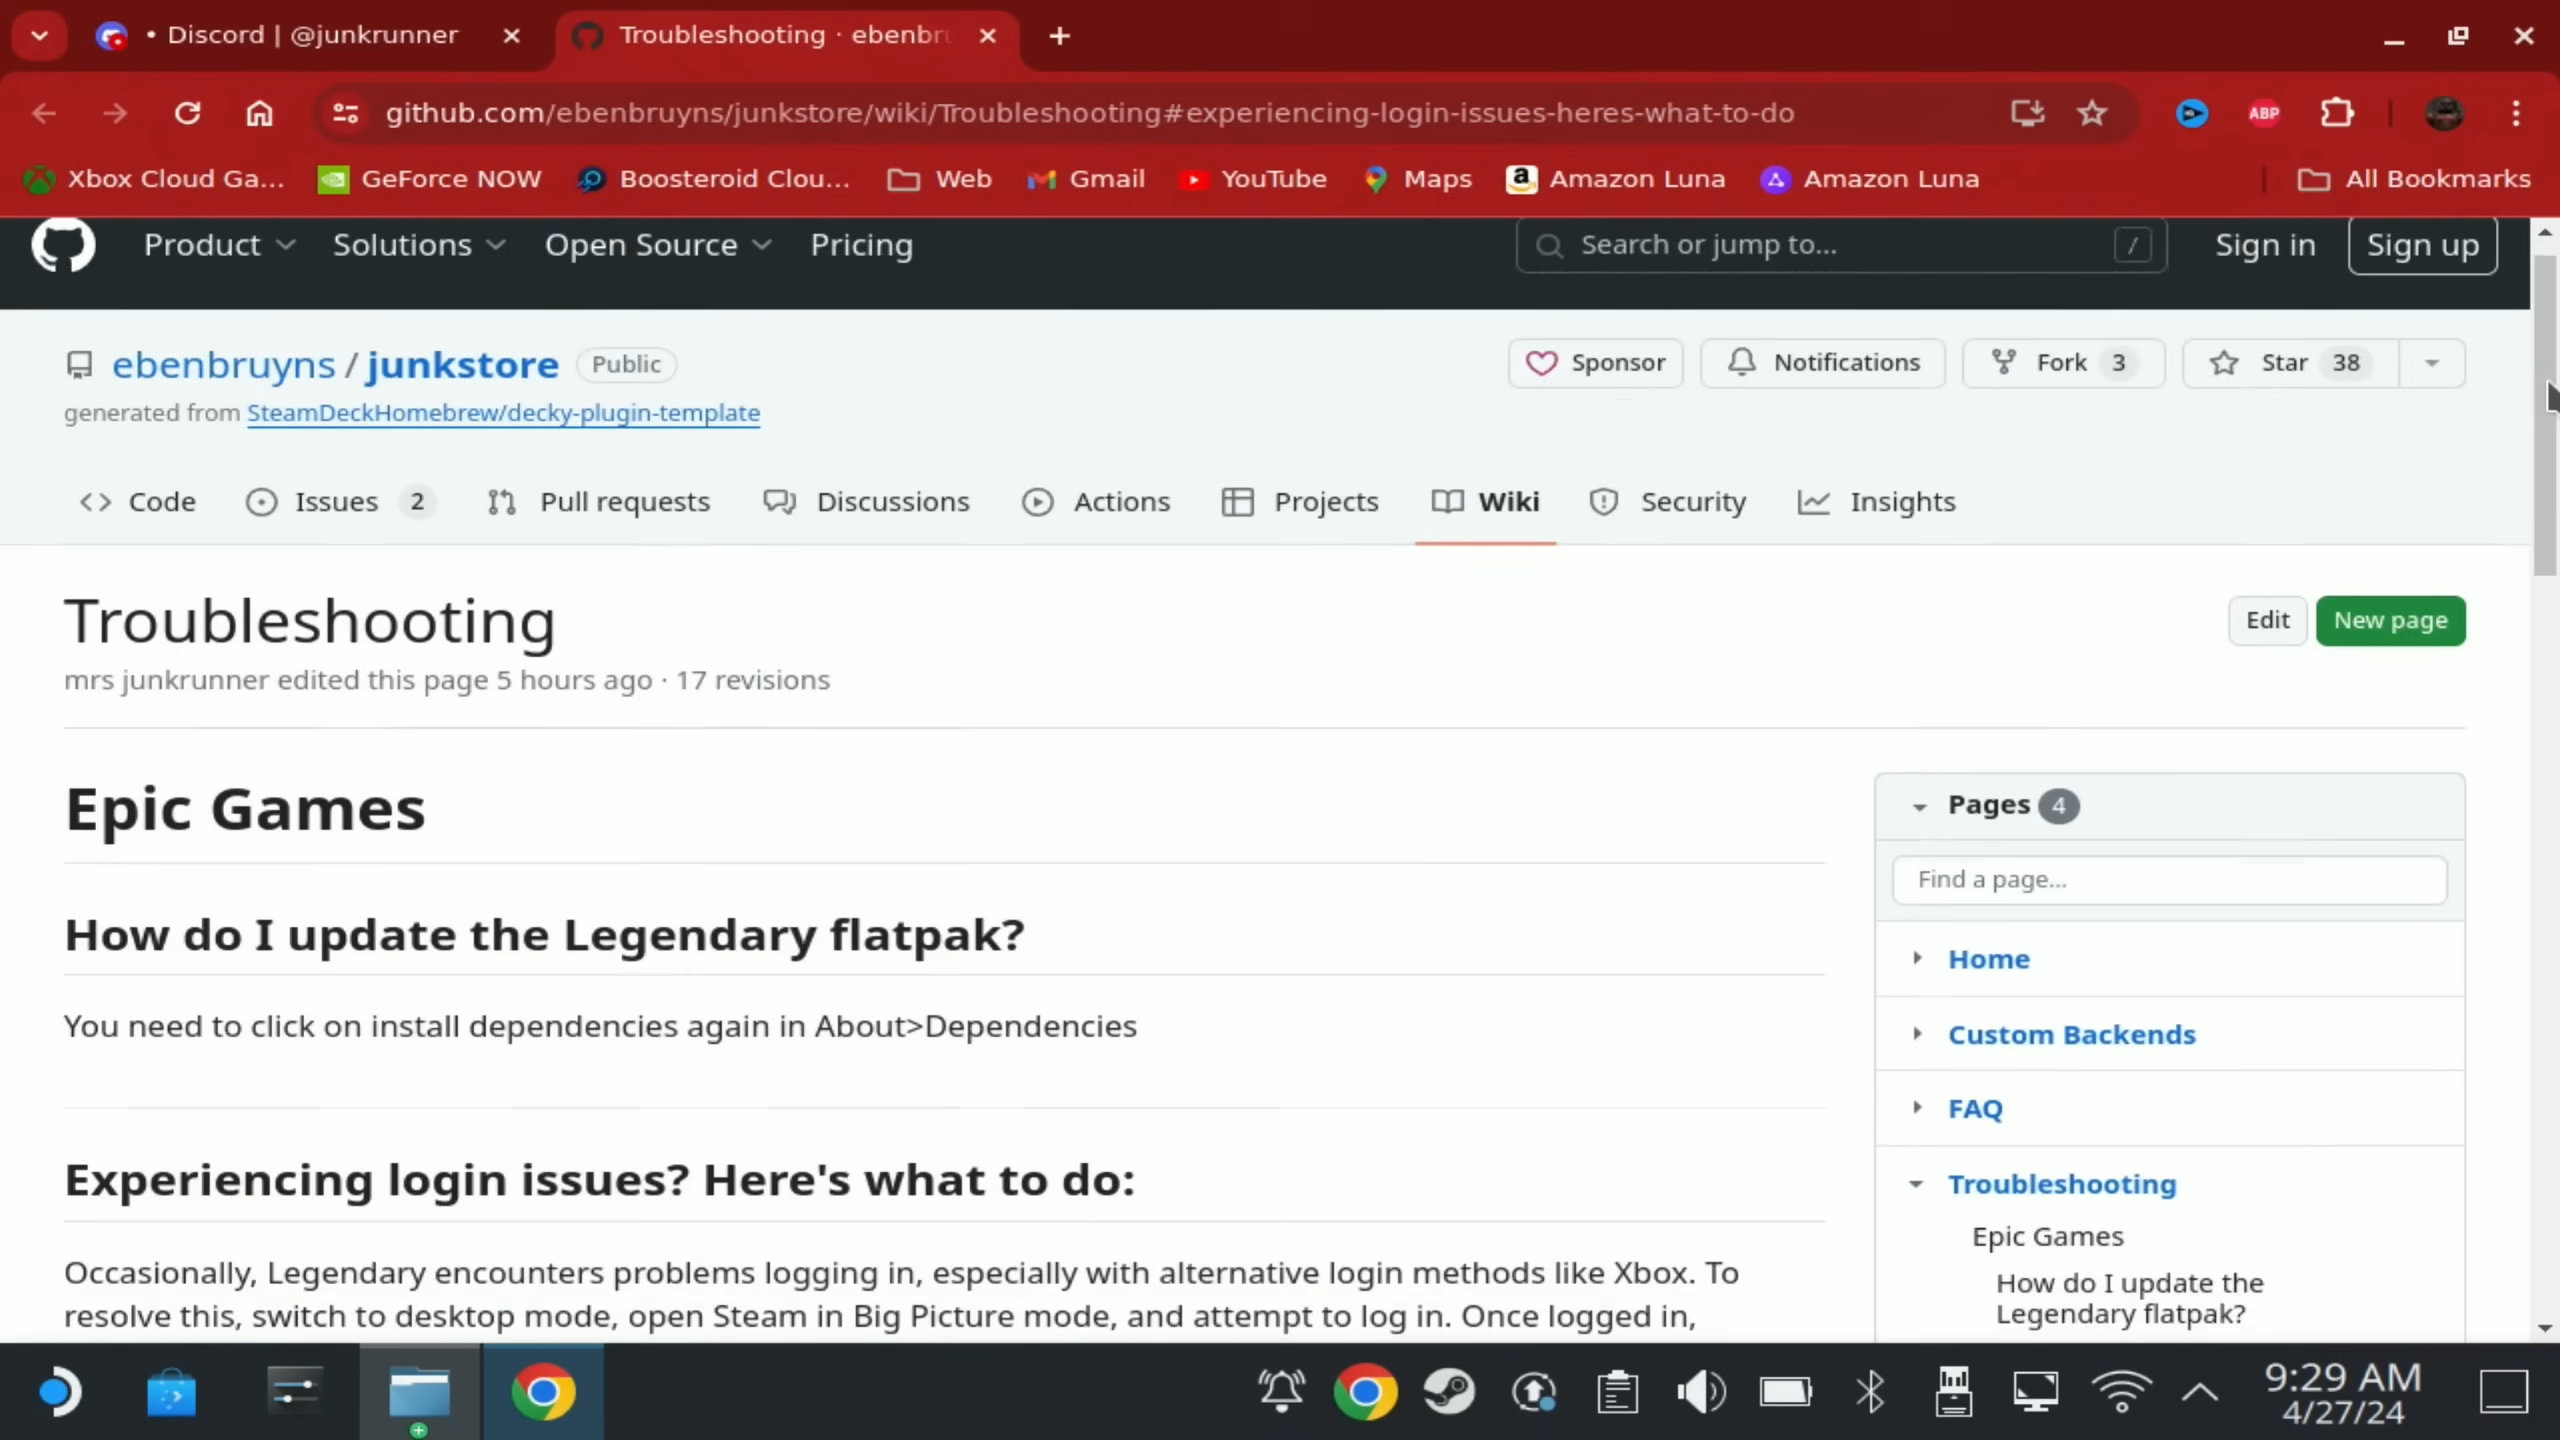 • Discord | @junkrunner
Troubleshooting · ebenbr
github.com/ebenbruyns/junkstore/wiki/Troubleshooting#experiencing-login-issues-heres-what-to-do
ABP
Xbox Cloud Ga...
GeForce NOW
Boosteroid Clou...
Web
Gmail
YouTube
Maps
Amazon Luna
Amazon Luna
All Bookmarks
Product
Solutions
Open Source
Pricing
Search or jump to...
/
Sign in
Sign up
ebenbruyns / junkstore Public
Sponsor
Notifications
Fork 3
Star 38
generated from SteamDeckHomebrew/decky-plugin-template
Code
Issues 2
Pull requests
Discussions
Actions
Projects
Wiki
Security
Insights
Troubleshooting
Edit
New page
mrs junkrunner edited this page 5 hours ago · 17 revisions
Epic Games
How do I update the Legendary flatpak?
You need to click on install dependencies again in About>Dependencies
Experiencing login issues? Here's what to do:
Occasionally, Legendary encounters problems logging in, especially with alternative login methods like Xbox. To
resolve this, switch to desktop mode, open Steam in Big Picture mode, and attempt to log in. Once logged in,
Pages 4
Find a page...
Home
Custom Backends
FAQ
Troubleshooting
Epic Games
How do I update the
Legendary flatpak?
9:29 AM
4/27/24